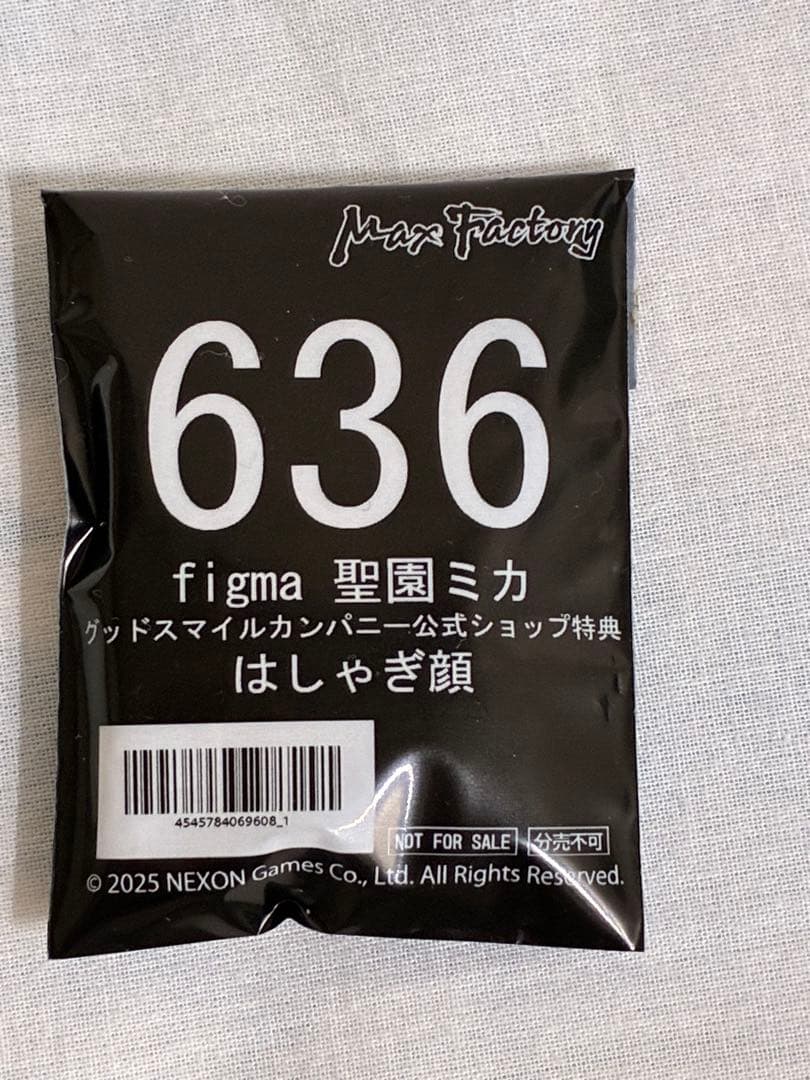 Max Factory
636
figma 聖園ミカ
グッドスマイルカンパニー公式ショップ特典
はしゃぎ顔
4545784069608_1
NOT FOR SALE 分売不可
© 2025 NEXON Games Co., Ltd. All Rights Reserved.